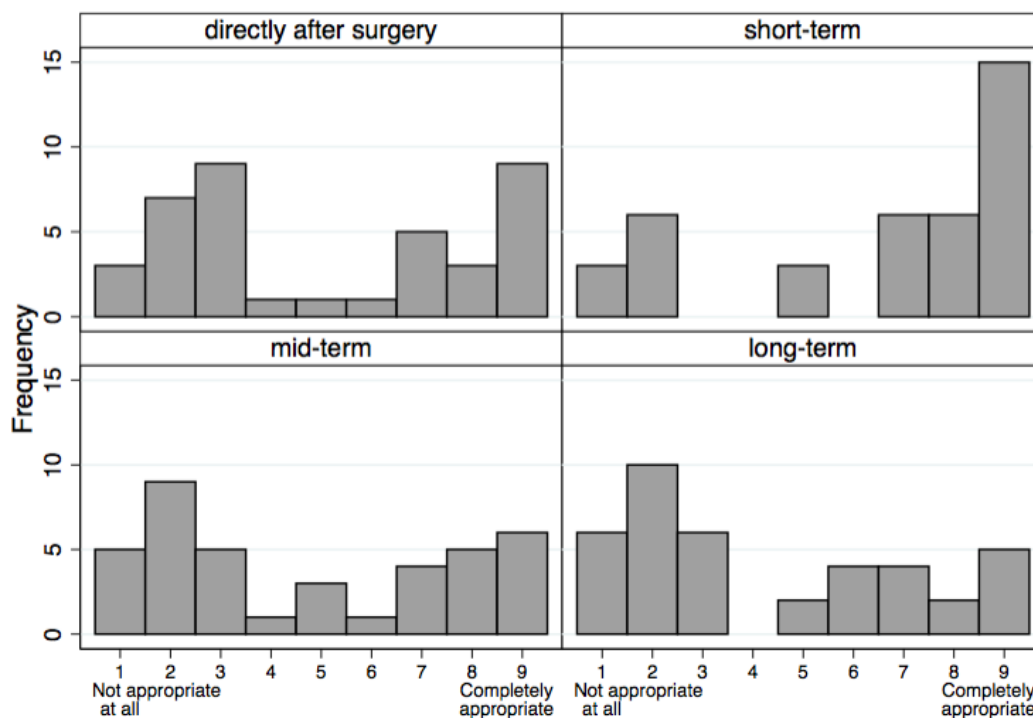 directly after surgery
short-term
15
10
5
0
mid-term
long-term
15
10
5
0
Frequency
1 2 3 4 5 6 7 8 9
Not appropriate
at all
Completely
appropriate
1 2 3 4 5 6 7 8 9
Not appropriate
at all
Completely
appropriate